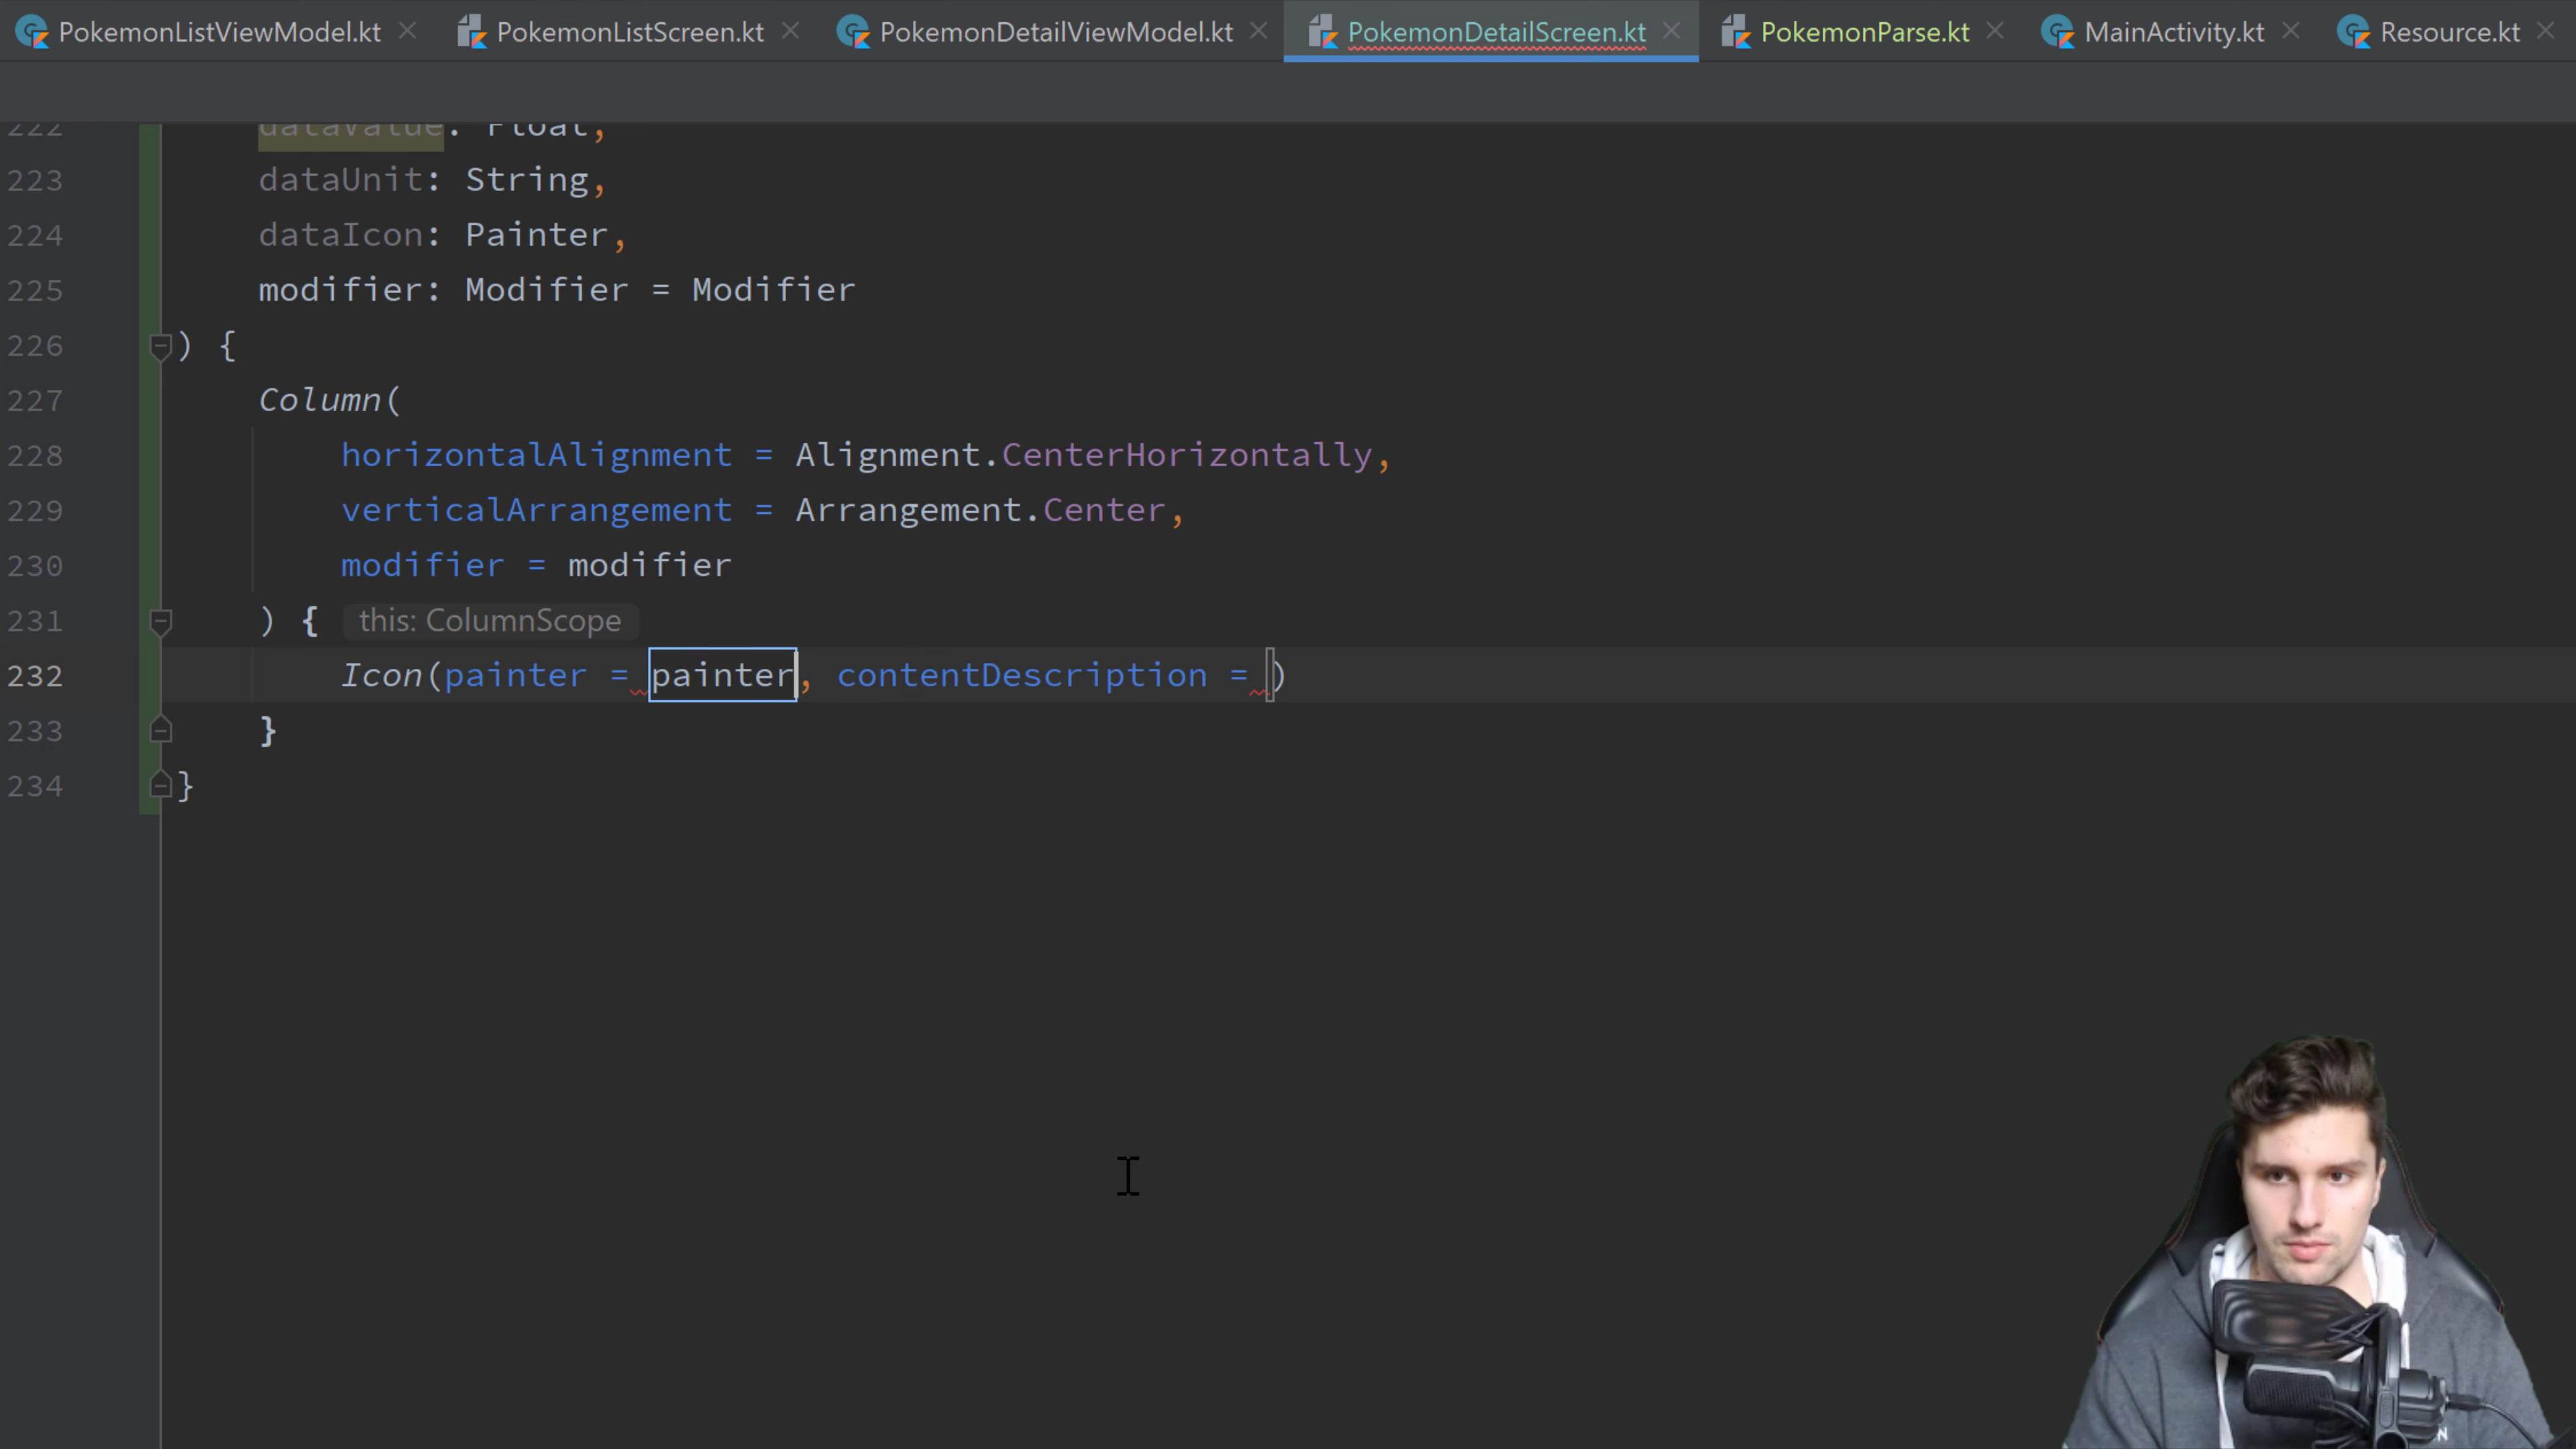 PokemonListViewModel.kt PokemonListScreen.kt PokemonDetailViewModel.kt PokemonDetailScreen.kt PokemonParse.kt MainActivity.kt Resource.kt
222 dataValue: Float,
223 dataUnit: String,
224 dataIcon: Painter,
225 modifier: Modifier = Modifier
226 ) {
227 Column(
228 horizontalAlignment = Alignment.CenterHorizontally,
229 verticalArrangement = Arrangement.Center,
230 modifier = modifier
231 ) { this: ColumnScope
232 Icon(painter = painter, contentDescription = )
233 }
234 }